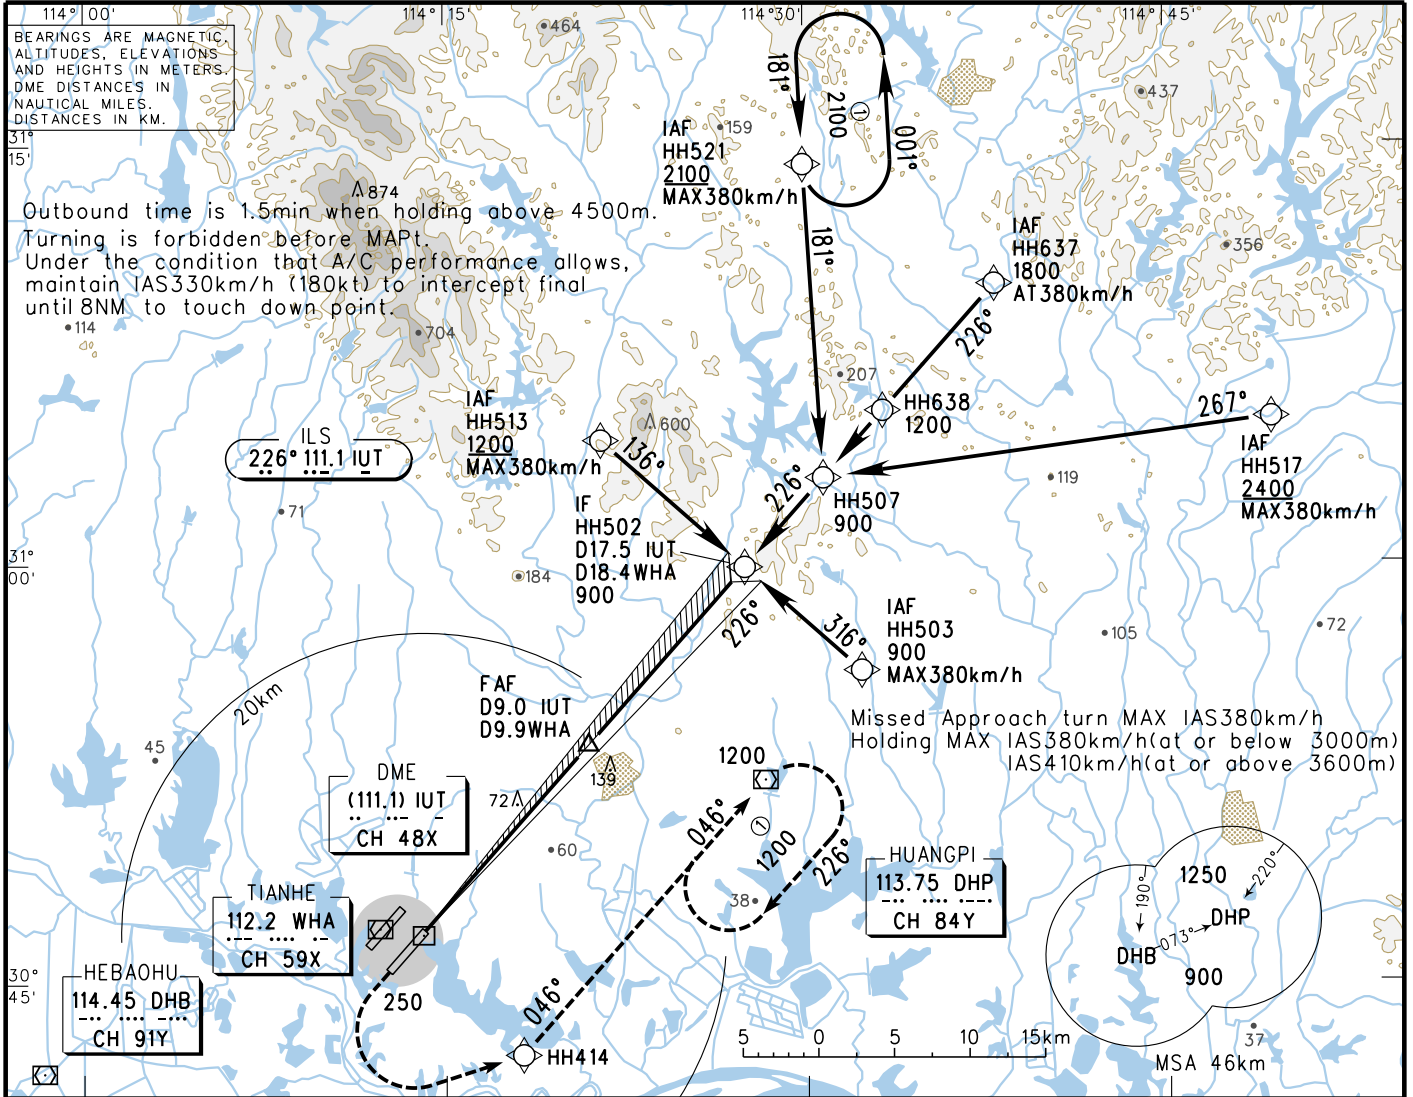 114° 00'
114° 15'
114° 30'
114° 45'
BEARINGS ARE MAGNETIC.
ALTITUDES, ELEVATIONS
AND HEIGHTS IN METERS.
DME DISTANCES IN
NAUTICAL MILES.
DISTANCES IN KM.
464
437
31°
15'
159
181°
2100
1
001°
IAF
HH521
2100
MAX380km/h
874
Outbound time is 1.5min when holding above 4500m.
Turning is forbidden before MAPt.
Under the condition that A/C performance allows,
maintain IAS330km/h (180kt) to intercept final
until 8NM to touch down point.
181°
IAF
HH637
1800
AT380km/h
356
114
704
226°
207
HH638
1200
267°
IAF
HH517
2400
MAX380km/h
IAF
HH513
1200
MAX380km/h
600
136°
ILS
226° 111.1 IUT
71
119
226°
HH507
900
IF
HH502
D17.5 IUT
D18.4WHA
900
31°
00'
184
226°
316°
IAF
HH503
900
MAX380km/h
105
72
20km
FAF
D9.0 IUT
D9.9WHA
Missed Approach turn MAX IAS380km/h
Holding MAX IAS380km/h(at or below 3000m)
IAS410km/h(at or above 3600m)
45
139
72
1200
DME
(111.1) IUT
CH 48X
046°
1
1200
226°
60
38
HUANGPI
113.75 DHP
CH 84Y
TIANHE
112.2 WHA
CH 59X
1250
190°
220°
DHP
073°
DHB
900
HEBAOHU
114.45 DHB
CH 91Y
30°
45'
250
046°
HH414
5 0 5 10 15km
37
MSA 46km